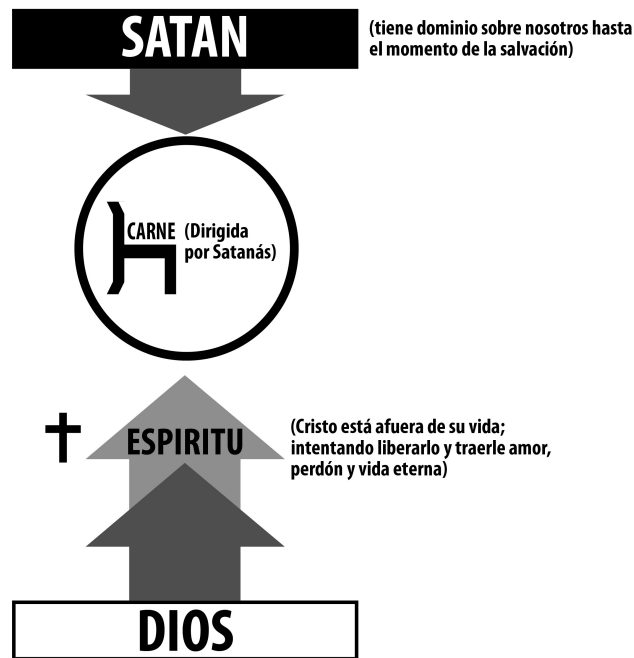 SATAN
(tiene dominio sobre nosotros hasta
el momento de la salvación)
CARNE (Dirigida
por Satanás)
ESPIRITU
(Cristo está afuera de su vida;
intentando liberarlo y traerle amor,
perdón y vida eterna)
DIOS